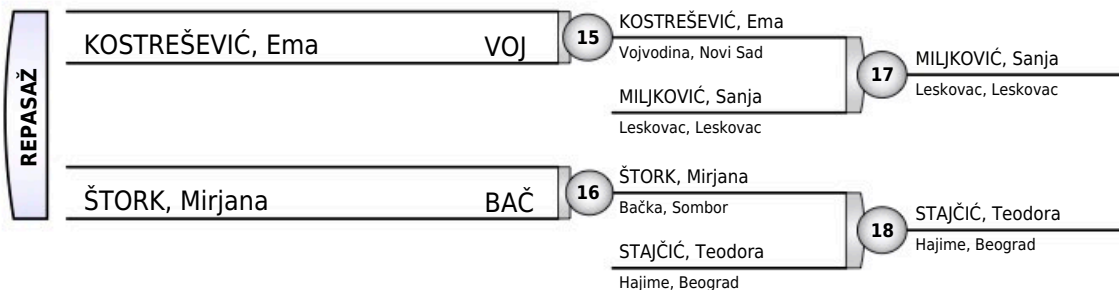 REPASAŽ
KOSTREŠEVIĆ, Ema VOJ
15
KOSTREŠEVIĆ, Ema
Vojvodina, Novi Sad
MILJKOVIĆ, Sanja
Leskovac, Leskovac
17
MILJKOVIĆ, Sanja
Leskovac, Leskovac
ŠTORK, Mirjana BAČ
16
ŠTORK, Mirjana
Bačka, Sombor
STAJČIĆ, Teodora
Hajime, Beograd
18
STAJČIĆ, Teodora
Hajime, Beograd